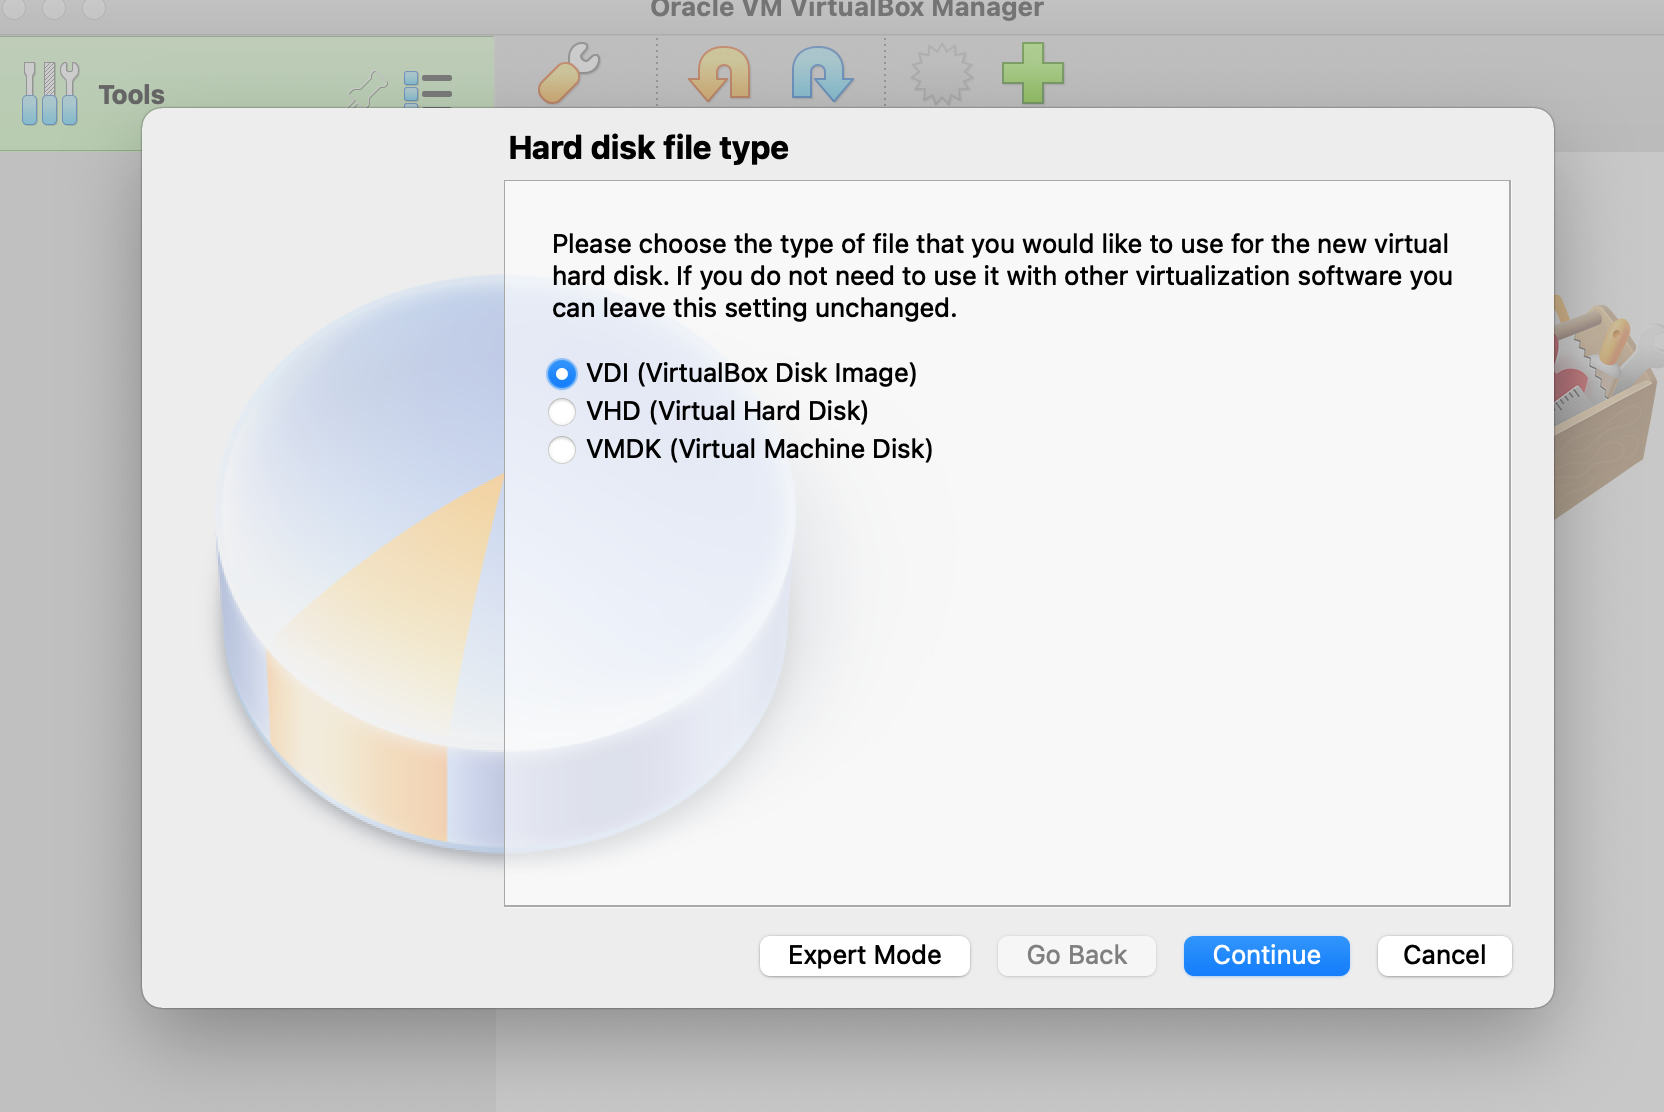 Oracle VM VirtualBox Manager
Tools
Hard disk file type
Please choose the type of file that you would like to use for the new virtual
hard disk. If you do not need to use it with other virtualization software you
can leave this setting unchanged.
VDI (VirtualBox Disk Image)
VHD (Virtual Hard Disk)
VMDK (Virtual Machine Disk)
Expert Mode
Go Back
Continue
Cancel